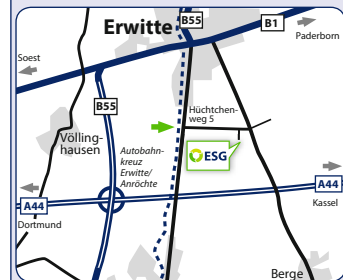 Erwitte
B55
B1
Paderborn
Soest
B55
Hüchtchen-
weg 5
Völling-
hausen
Autobahn-
kreuz
Erwitte/
Anröchte
ESG
A44
A44
Dortmund
Kassel
Berge